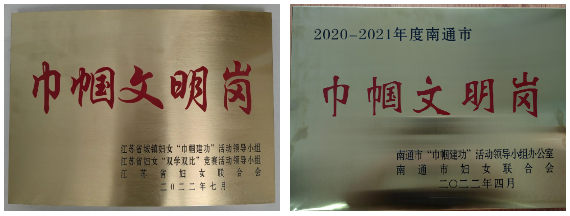 巾帼文明岗
江苏省城镇妇女“巾帼建功”活动领导小组
江苏省妇女“双学双比”竞赛活动领导小组
江苏省妇女联合会
二〇二二年七月
2020-2021年度南通市
巾帼文明岗
南通市“巾帼建功”活动领导小组办公室
南通市妇女联合会
二〇二二年四月